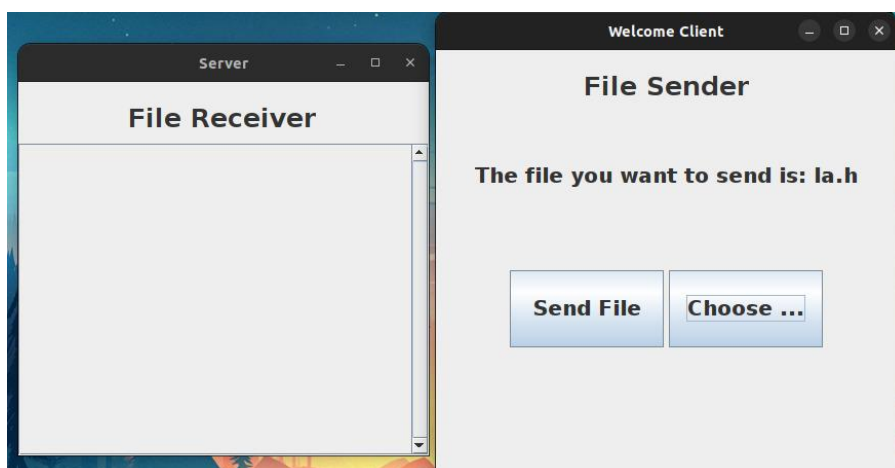 Server
File Receiver
Welcome Client
File Sender
The file you want to send is: la.h
Send File
Choose ...